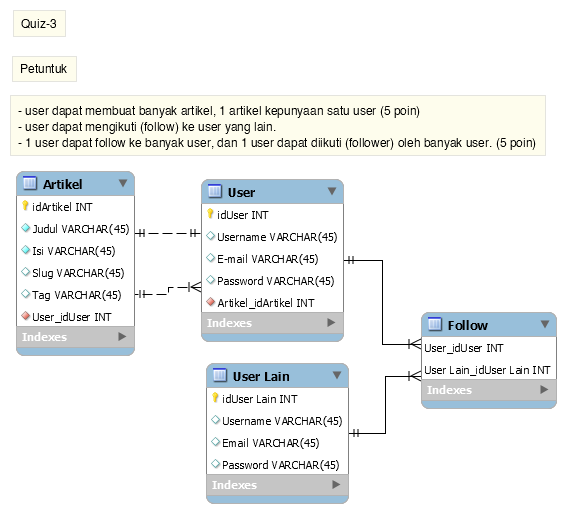 Quiz-3
Petuntuk
- user dapat membuat banyak artikel, 1 artikel kepunyaan satu user (5 poin)
- user dapat mengikuti (follow) ke user yang lain.
- 1 user dapat follow ke banyak user, dan 1 user dapat diikuti (follower) oleh banyak user. (5 poin)
Artikel
idArtikel INT
Judul VARCHAR(45)
Isi VARCHAR(45)
Slug VARCHAR(45)
Tag VARCHAR(45)
User_idUser INT
Indexes
User
idUser INT
Username VARCHAR(45)
E-mail VARCHAR(45)
Password VARCHAR(45)
Artikel_idArtikel INT
Indexes
User Lain
idUser Lain INT
Username VARCHAR(45)
Email VARCHAR(45)
Password VARCHAR(45)
Indexes
Follow
User_idUser INT
User Lain_idUser Lain INT
Indexes